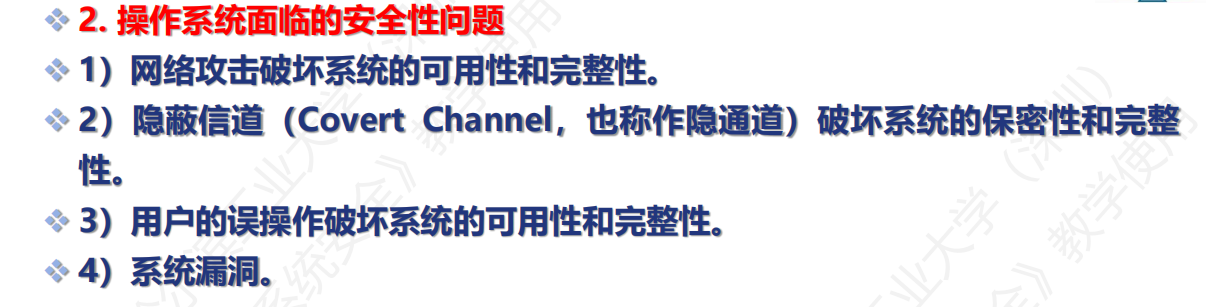 2. 操作系统面临的安全性问题
1）网络攻击破坏系统的可用性和完整性。
2）隐蔽信道（Covert Channel，也称作隐通道）破坏系统的保密性和完整
性。
3）用户的误操作破坏系统的可用性和完整性。
4）系统漏洞。